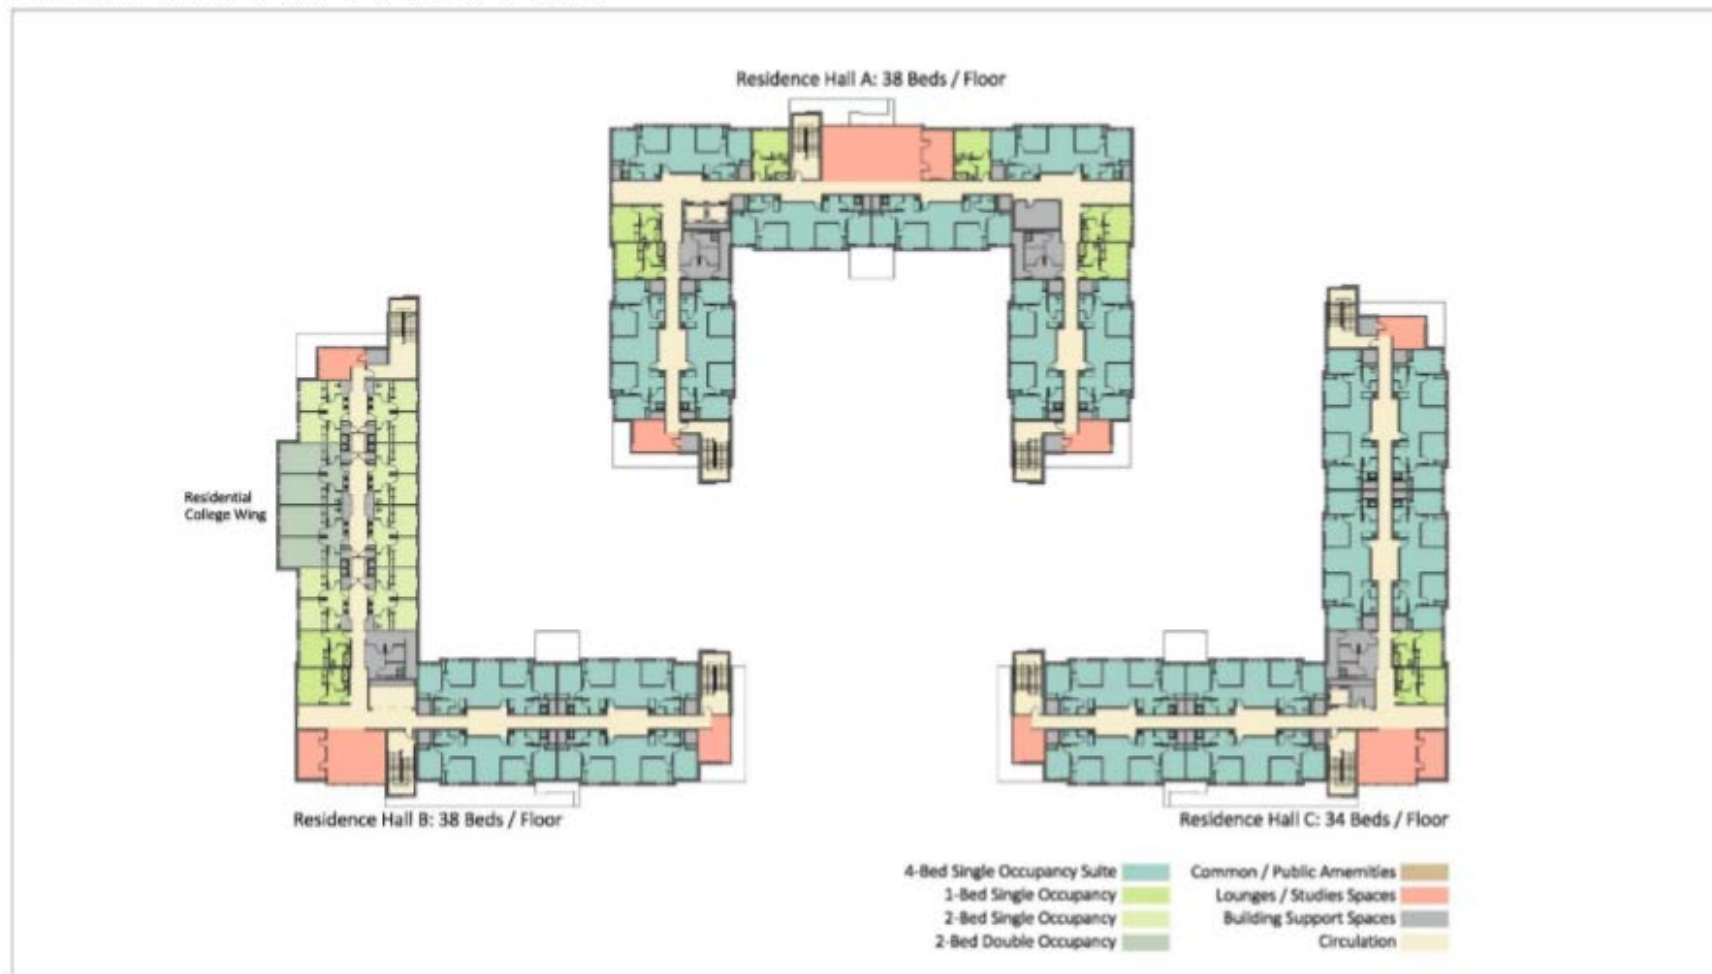 Residence Hall A: 38 Beds / Floor
Residential
College Wing
Residence Hall B: 38 Beds / Floor
Residence Hall C: 34 Beds / Floor
4-Bed Single Occupancy Suite
1-Bed Single Occupancy
2-Bed Single Occupancy
2-Bed Double Occupancy
Common / Public Amenities
Lounges / Studies Spaces
Building Support Spaces
Circulation